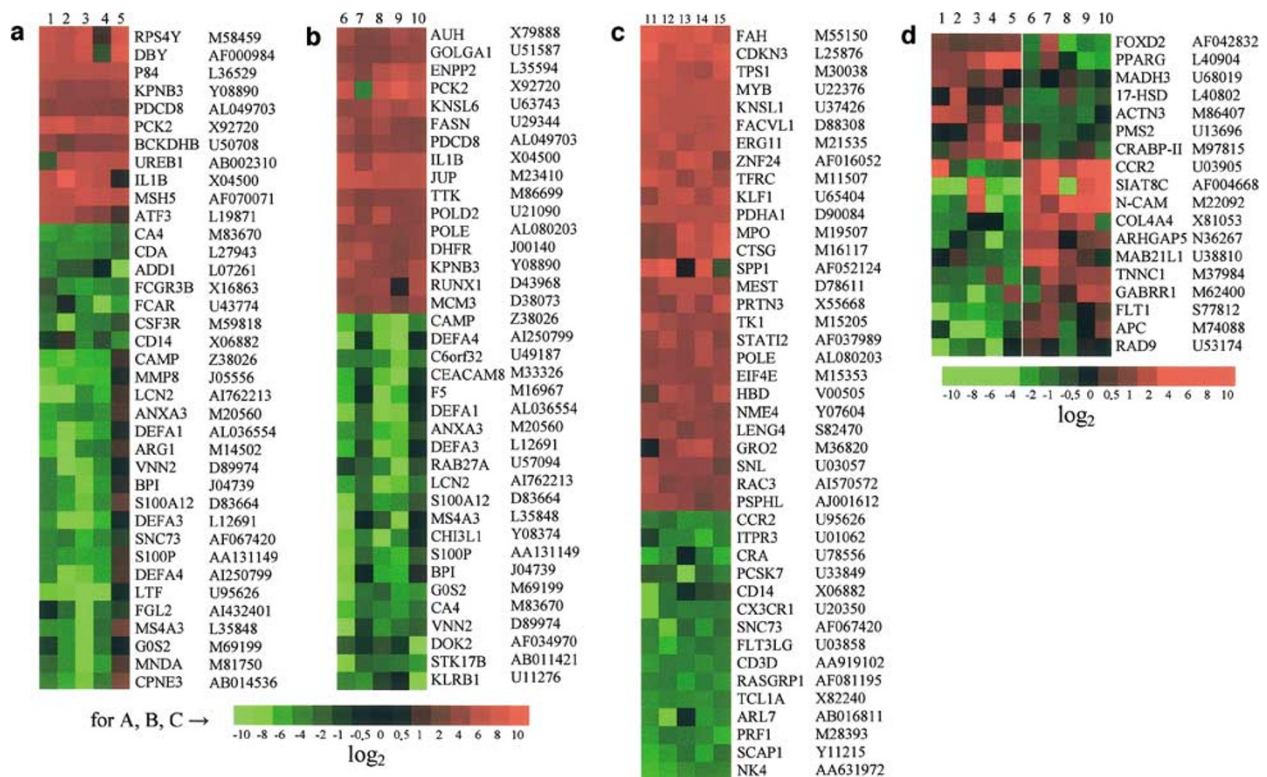 a
1 2 3 4 5
RPS4Y M58459
DBY AF000984
P84 L36529
KPNB3 Y08890
PDCD8 AL049703
PCK2 X92720
BCKDHB U50708
UREB1 AB002310
IL1B X04500
MSH5 AF070071
ATF3 L19871
CA4 M83670
CDA L27943
ADD1 L07261
FCGR3B X16863
FCAR U43774
CSF3R M59818
CD14 X06882
CAMP Z38026
MMP8 J05556
LCN2 AI762213
ANXA3 M20560
DEFA1 AL036554
ARG1 M14502
VNN2 D89974
BPI J04739
S100A12 D83664
DEFA3 L12691
SNC73 AF067420
S100P AA131149
DEFA4 AI250799
LTF U95626
FGL2 AI432401
MS4A3 L35848
G0S2 M69199
MNDA M81750
CPNE3 AB014536
b
6 7 8 9 10
AUH X79888
GOLGA1 U51587
ENPP2 L35594
PCK2 X92720
KNSL6 U63743
FASN U29344
PDCD8 AL049703
IL1B X04500
JUP M23410
TTK M86699
POLD2 U21090
POLE AL080203
DHFR J00140
KPNB3 Y08890
RUNX1 D43968
MCM3 D38073
CAMP Z38026
DEFA4 AI250799
C6orf32 U49187
CEACAM8 M33326
F5 M16967
DEFA1 AL036554
ANXA3 M20560
DEFA3 L12691
RAB27A U57094
LCN2 AI762213
S100A12 D83664
MS4A3 L35848
CHI3L1 Y08374
S100P AA131149
BPI J04739
G0S2 M69199
CA4 M83670
VNN2 D89974
DOK2 AF034970
STK17B AB011421
KLRB1 U11276
c
11 12 13 14 15
FAH M55150
CDKN3 L25876
TPS1 M30038
MYB U22376
KNSL1 U37426
FACVL1 D88308
ERG11 M21535
ZNF24 AF016052
TFRC M11507
KLF1 U65404
PDHA1 D90084
MPO M19507
CTSG M16117
SPP1 AF052124
MEST D78611
PRTN3 X55668
TK1 M15205
STATI2 AF037989
POLE AL080203
EIF4E M15353
HBD V00505
NME4 Y07604
LENG4 S82470
GRO2 M36820
SNL U03057
RAC3 AI570572
PSPHL AJ001612
CCR2 U95626
ITPR3 U01062
CRA U78556
PCSK7 U33849
CD14 X06882
CX3CR1 U20350
SNC73 AF067420
FLT3LG U03858
CD3D AA919102
RASGRP1 AF081195
TCL1A X82240
ARL7 AB016811
PRF1 M28393
SCAP1 Y11215
NK4 AA631972
d
1 2 3 4 5 6 7 8 9 10
FOXD2 AF042832
PPARG L40904
MADH3 U68019
17-HSD L40802
ACTN3 M86407
PMS2 U13696
CRABP-II M97815
CCR2 U03905
SIAT8C AF004668
N-CAM M22092
COL4A4 X81053
ARHGAP5 N36267
MAB21L1 U38810
TNNC1 M37984
GABRR1 M62400
FLT1 S77812
APC M74088
RAD9 U53174
-10 -8 -6 -4 -2 -1 -0,5 0 0,5 1 2 4 6 8 10
log2
for A, B, C →
-10 -8 -6 -4 -2 -1 -0,5 0 0,5 1 2 4 6 8 10
log2